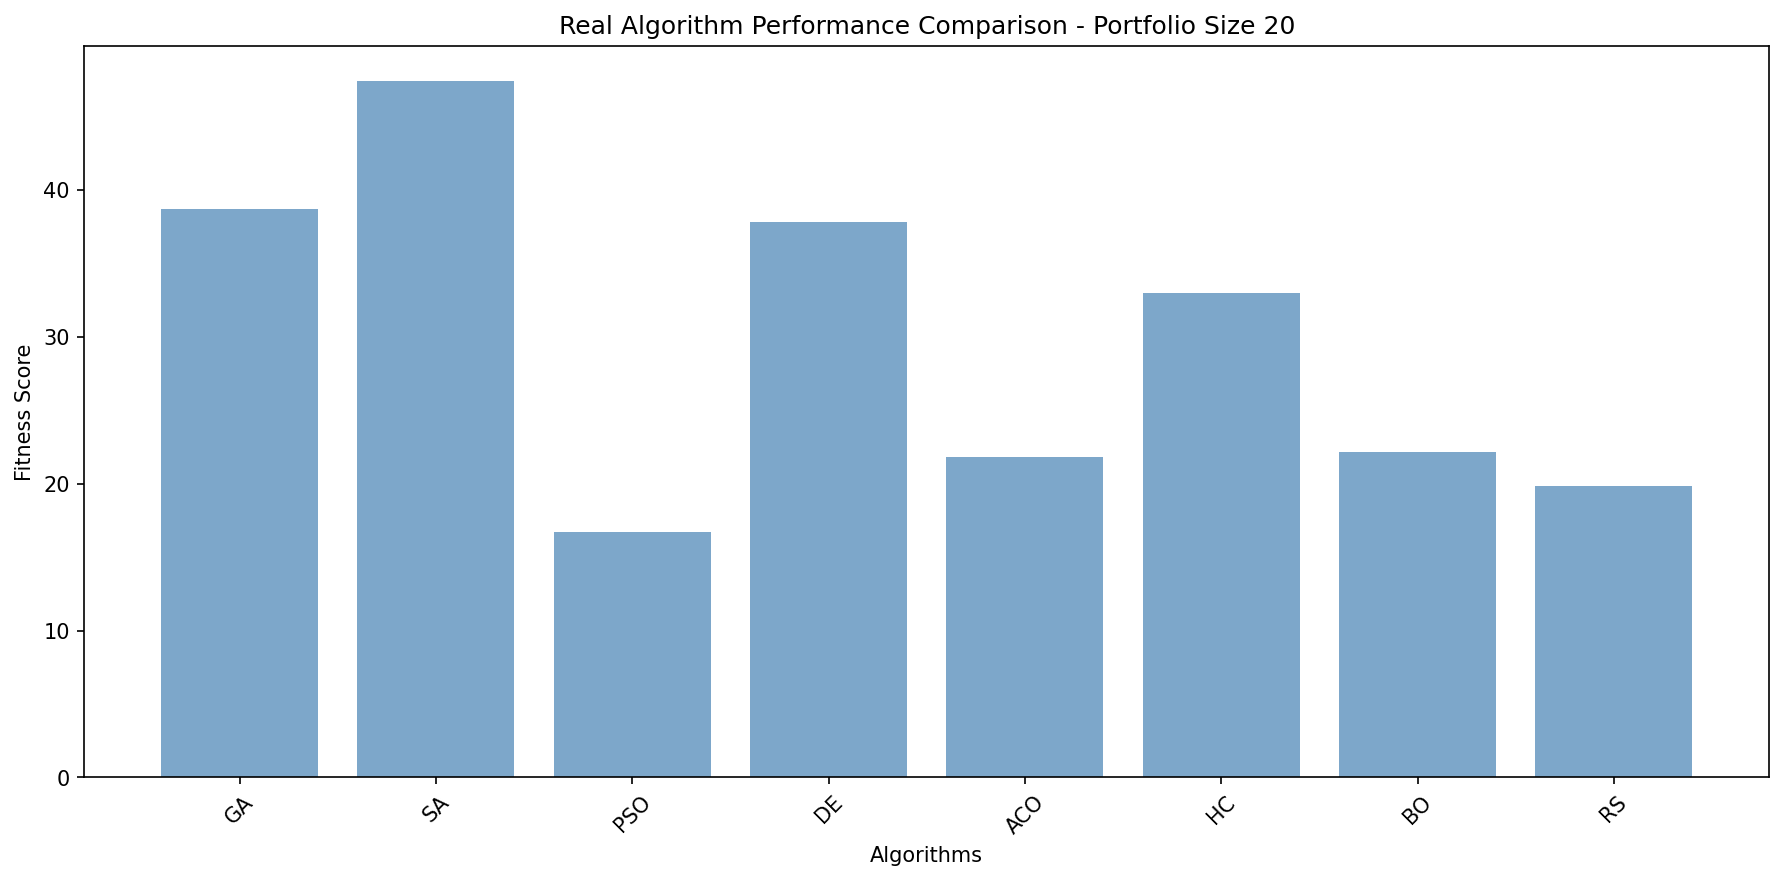 Real Algorithm Performance Comparison - Portfolio Size 20
Fitness Score
40
30
20
10
0
GA
SA
PSO
DE
ACO
HC
BO
RS
Algorithms